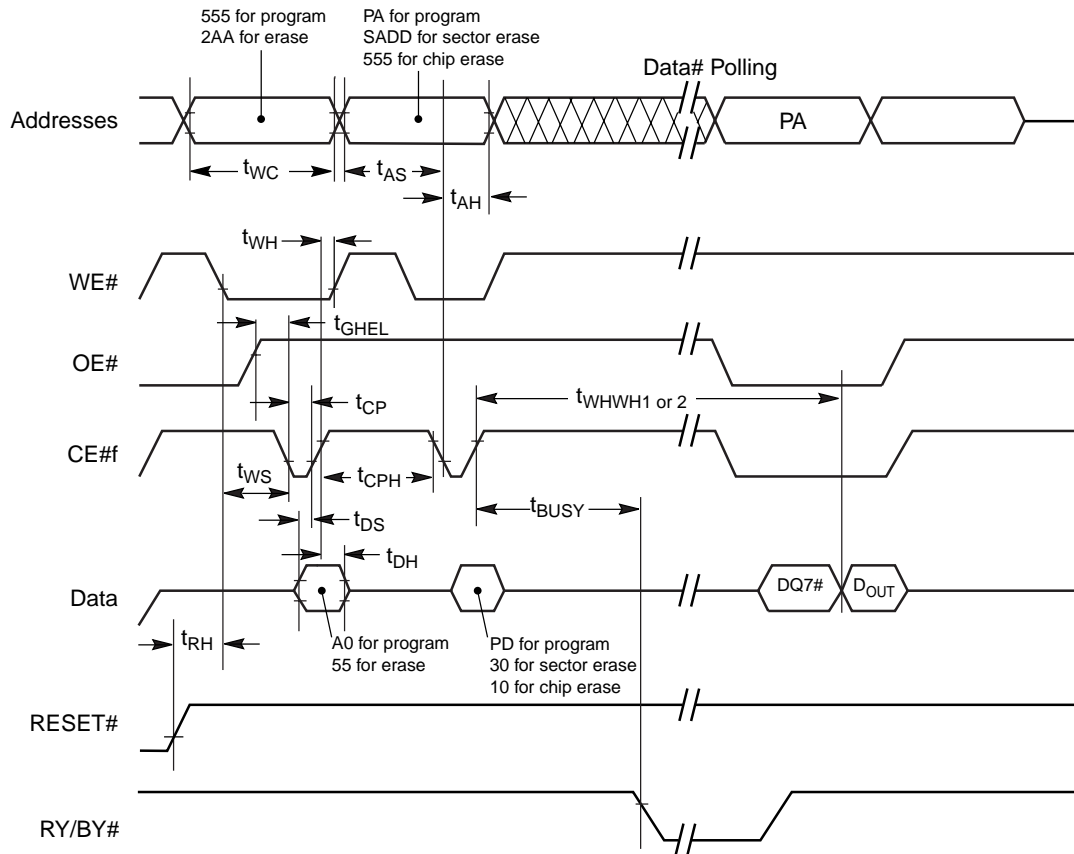 555 for program
2AA for erase
PA for program
SADD for sector erase
555 for chip erase
Data# Polling
Addresses
PA
tWC
tAS
tAH
tWH
WE#
tGHEL
OE#
tWHWH1 or 2
tCP
CE#f
tWS
tCPH
tBUSY
tDS
tDH
Data
DQ7#
DOUT
tRH
A0 for program
55 for erase
PD for program
30 for sector erase
10 for chip erase
RESET#
RY/BY#